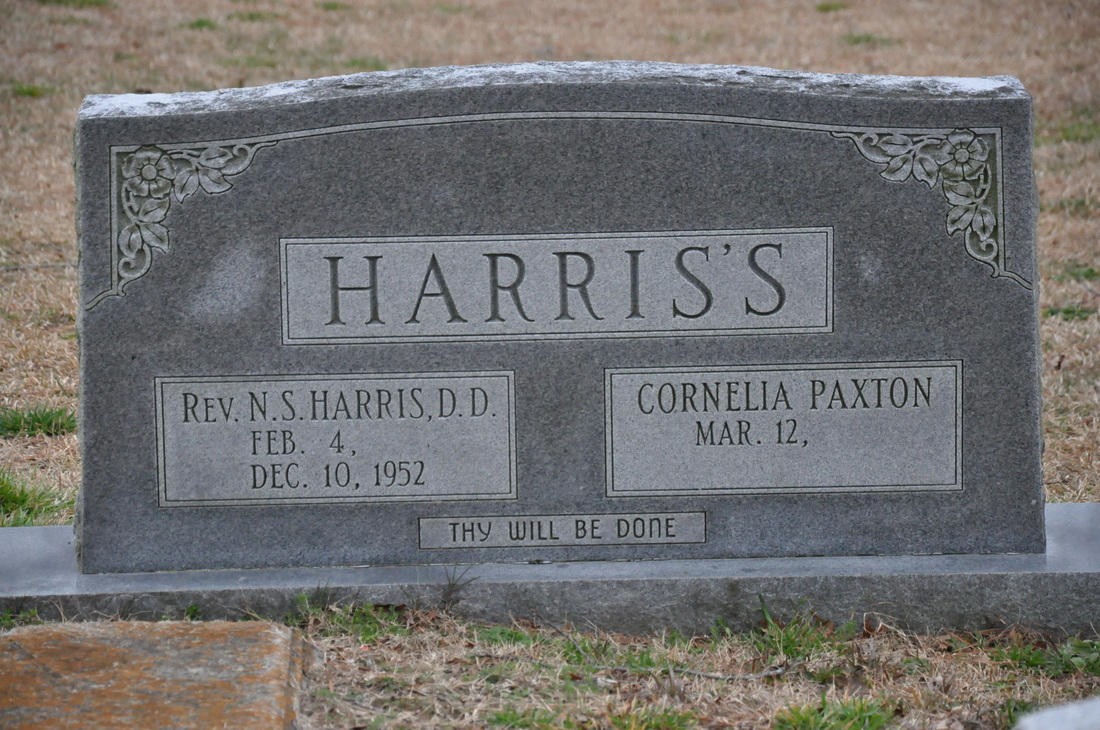 HARRIS'S
REV. N.S. HARRIS, D.D.
FEB. 4,
DEC. 10, 1952
CORNELIA PAXTON
MAR. 12,
THY WILL BE DONE